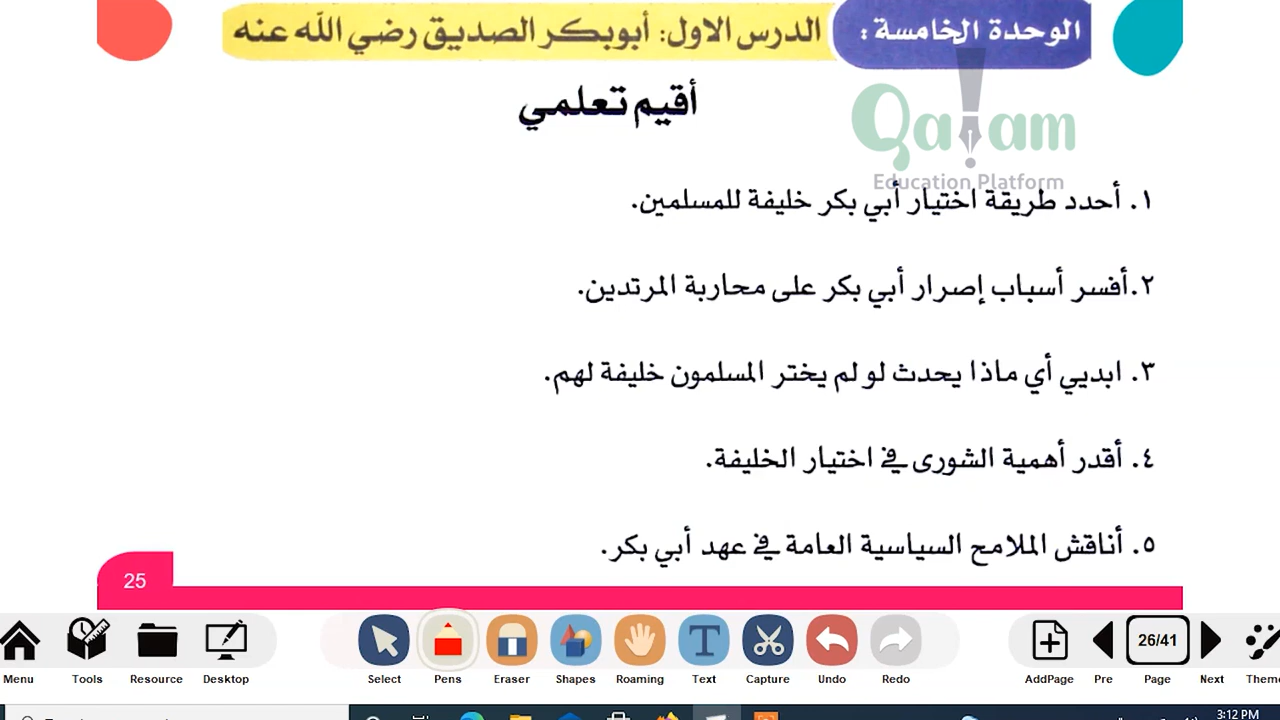 الوحدة الخامسة :
الدرس الاول: أبوبكر الصديق رضي الله عنه
أقيم تعلمي
Qalam
Education Platform
١. أحدد طريقة اختيار أبي بكر خليفة للمسلمين.
٢.أفسر أسباب إصرار أبي بكر على محاربة المرتدين.
٣. ابديي أي ماذا يحدث لو لم يختر المسلمون خليفة لهم.
٤. أقدر أهمية الشورى في اختيار الخليفة.
٥. أناقش الملامح السياسية العامة في عهد أبي بكر.
25
26/41
Menu Tools Resource Desktop Select Pens Eraser Shapes Roaming Text Capture Undo Redo AddPage Pre Page Next Theme
3:12 PM